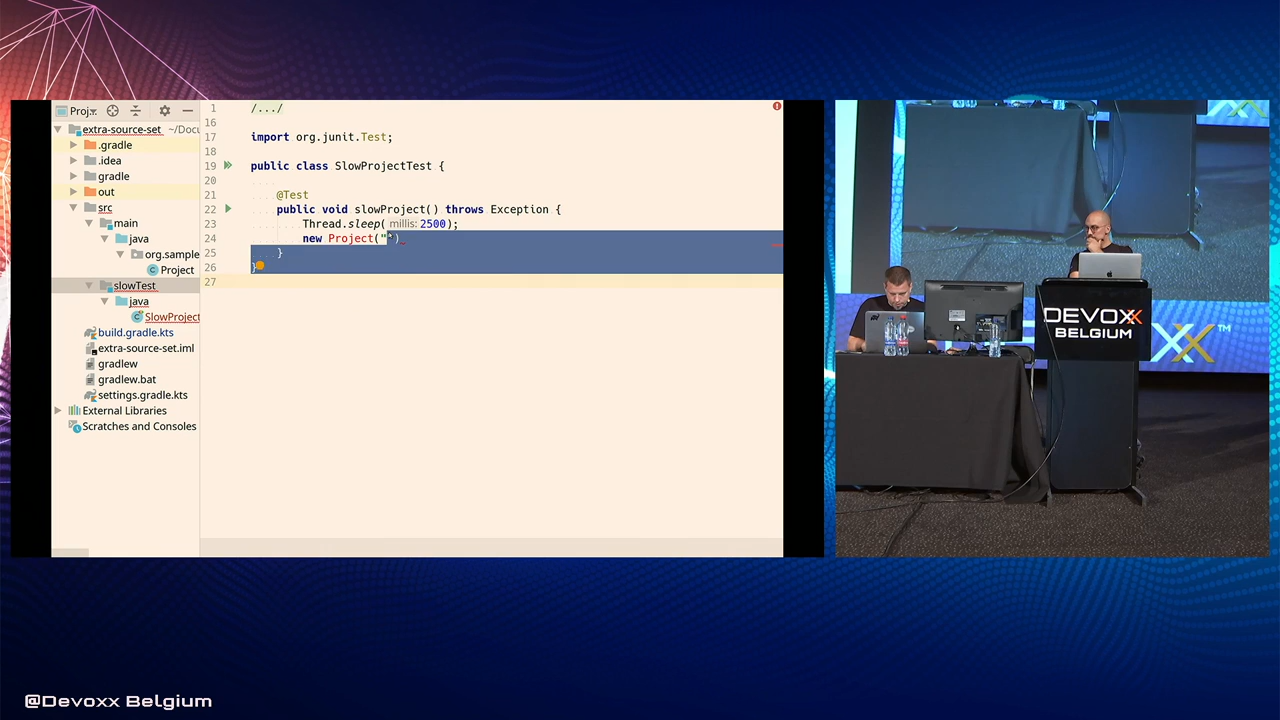 Proj
extra-source-set ~/Docu
.gradle
.idea
gradle
out
src
main
java
org.sample
Project
slowTest
java
SlowProject
build.gradle.kts
extra-source-set.iml
gradlew
gradlew.bat
settings.gradle.kts
External Libraries
Scratches and Consoles
1 /.../
16
17 import org.junit.Test;
18
19 public class SlowProjectTest {
20
21 @Test
22 public void slowProject() throws Exception {
23 Thread.sleep( millis: 2500);
24 new Project("")
25 }
26 }
27
DEVOXX
BELGIUM
XX™
@Devoxx Belgium